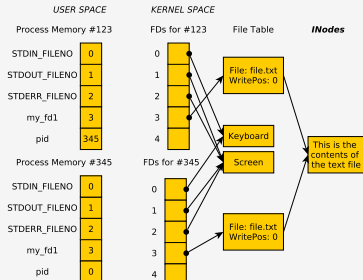 USER SPACE
KERNEL SPACE
Process Memory #123
FDs for #123
File Table
INodes
STDIN_FILENO 0
STDOUT_FILENO 1
STDERR_FILENO 2
my_fd1 3
pid 345
0
1
2
3
4
File: file.txt
WritePos: 0
Keyboard
Screen
This is the
contents of
the text file
Process Memory #345
FDs for #345
STDIN_FILENO 0
STDOUT_FILENO 1
STDERR_FILENO 2
my_fd1 3
pid 0
0
1
2
3
4
File: file.txt
WritePos: 0